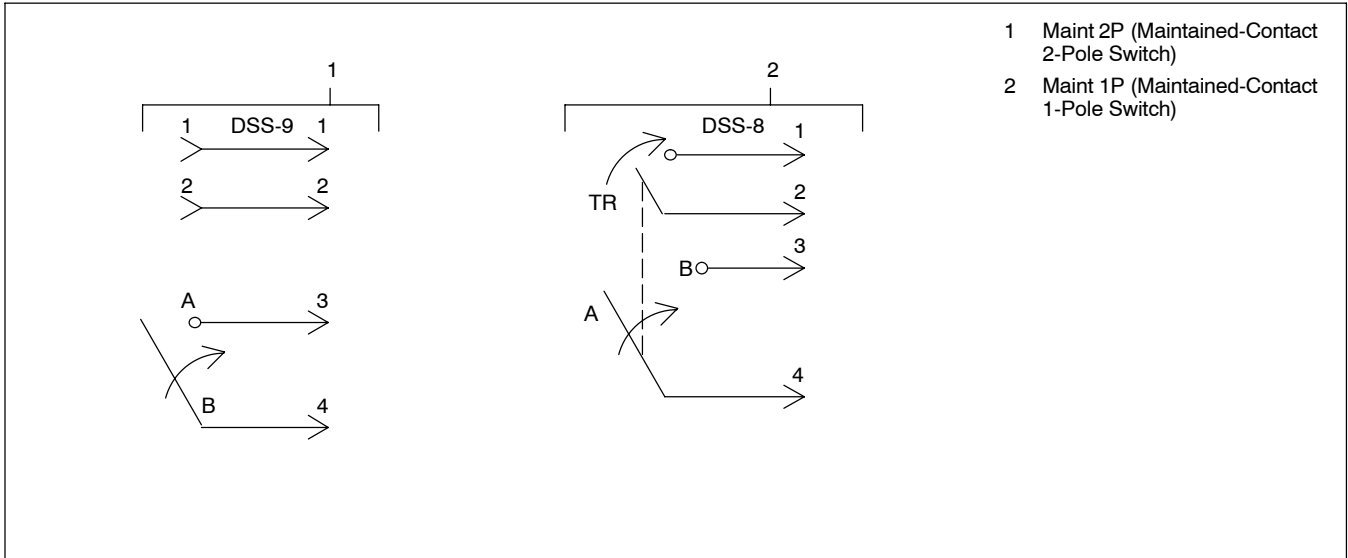 1 Maint 2P (Maintained-Contact
2-Pole Switch)
2 Maint 1P (Maintained-Contact
1-Pole Switch)
1
DSS-9
1 1
2 2
A 3
B 4
2
DSS-8
1
TR 2
B 3
A
4